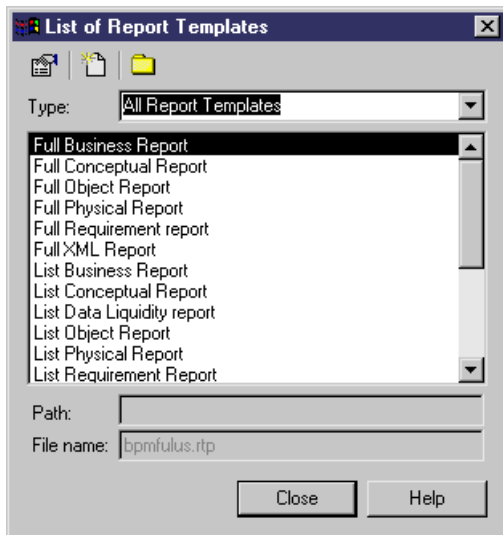 List of Report Templates
Type: All Report Templates
Full Business Report
Full Conceptual Report
Full Object Report
Full Physical Report
Full Requirement report
Full XML Report
List Business Report
List Conceptual Report
List Data Liquidity report
List Object Report
List Physical Report
List Requirement Report
Path:
File name: bpmfulus.rtp
Close Help